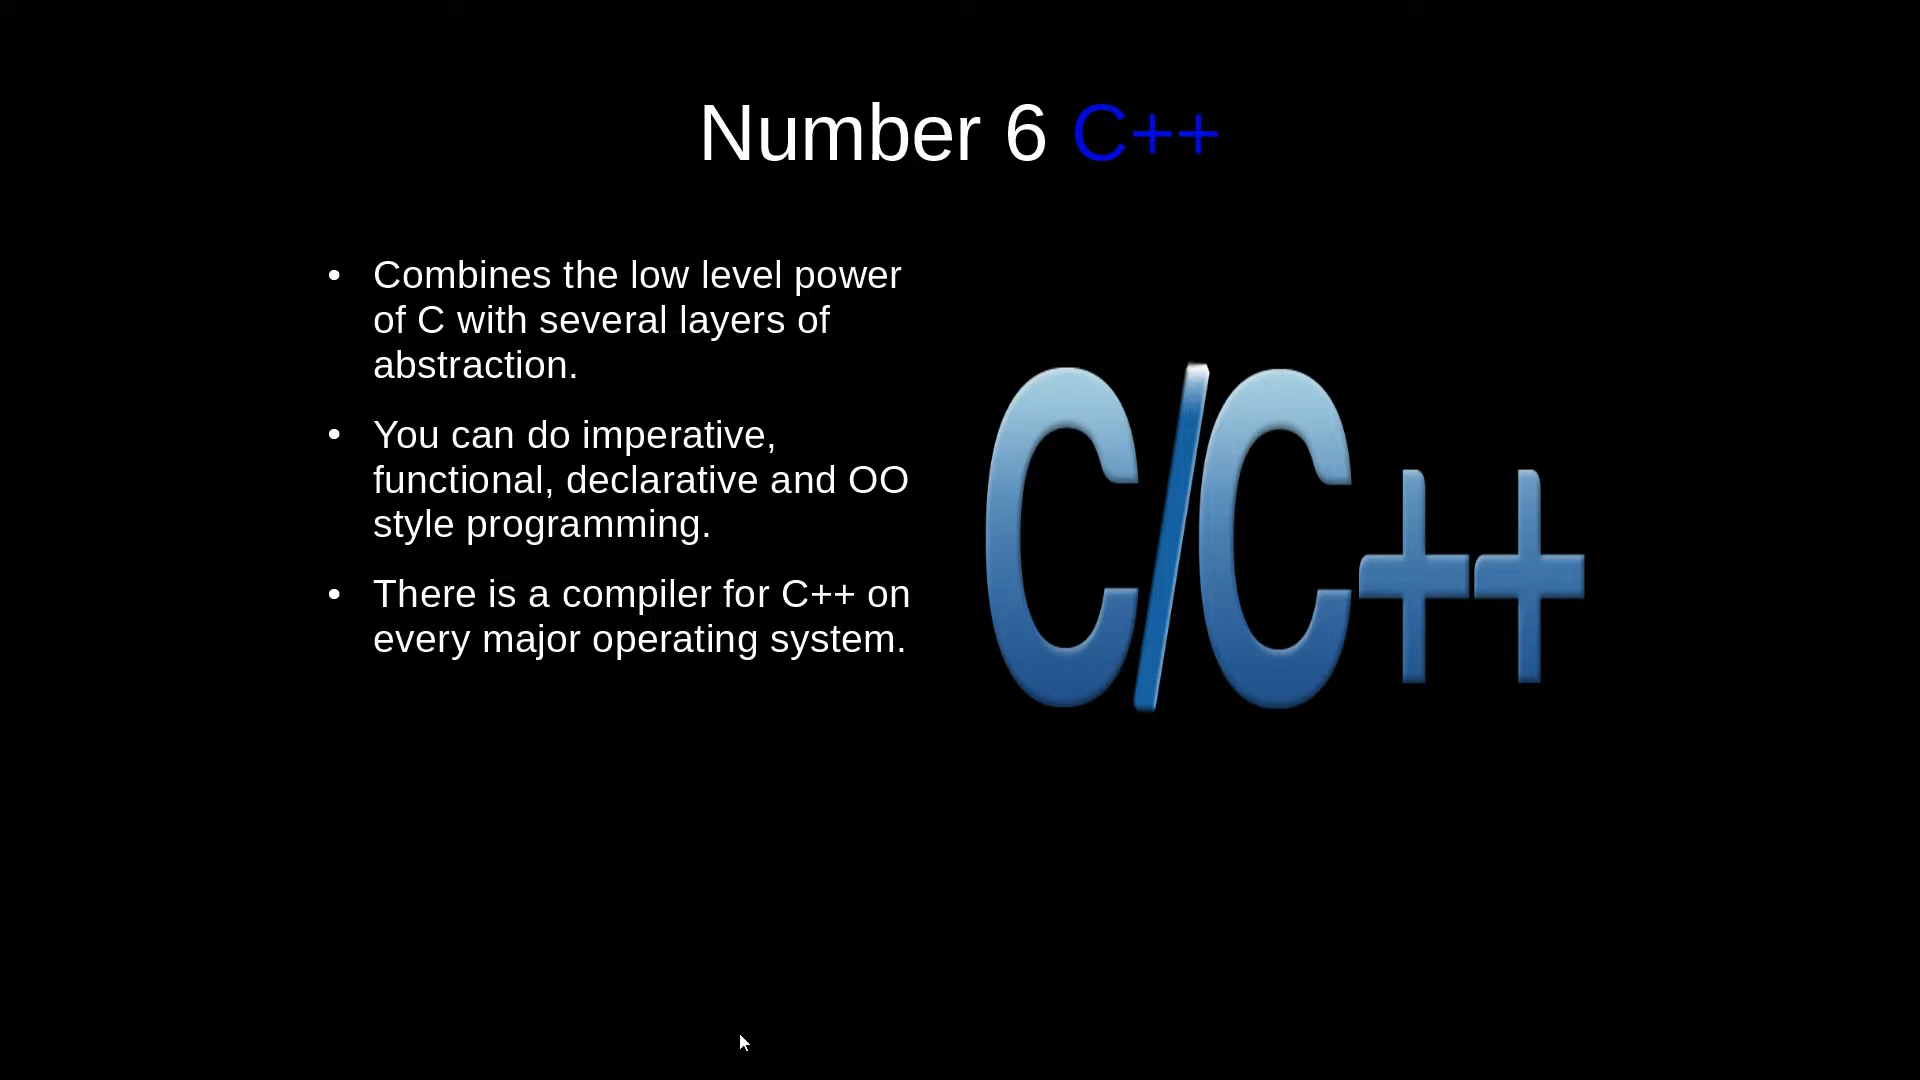 Number 6 C++
• Combines the low level power
of C with several layers of
abstraction.
• You can do imperative,
functional, declarative and OO
style programming.
• There is a compiler for C++ on
every major operating system.
C/C++